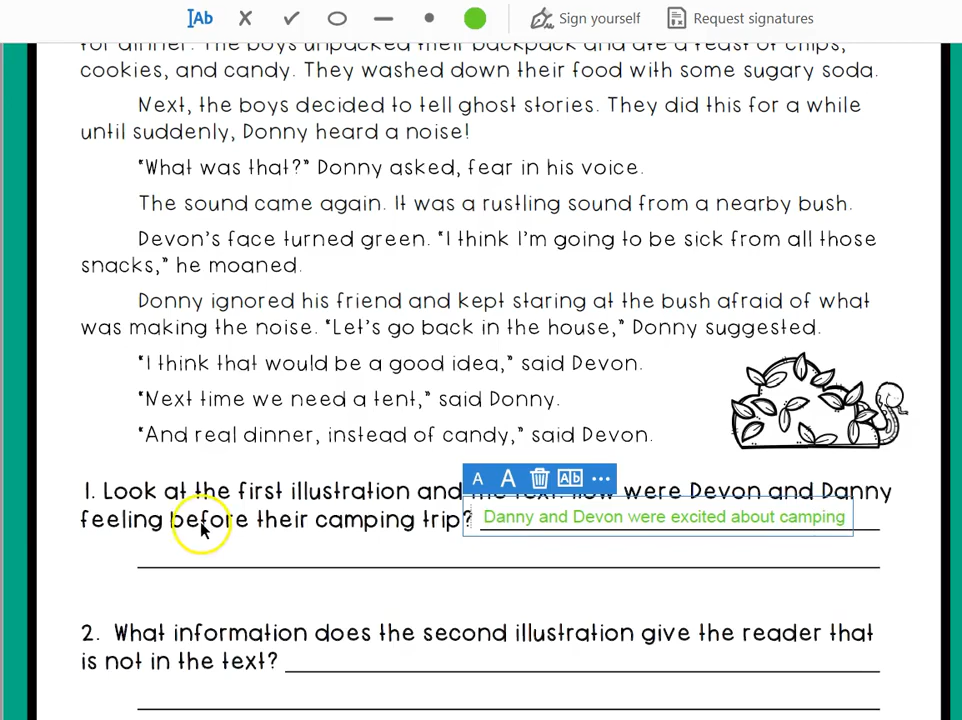 Ab
Sign yourself
Request signatures
for dinner. The boys unpacked their backpack and ate a feast of chips,
cookies, and candy. They washed down their food with some sugary soda.
Next, the boys decided to tell ghost stories. They did this for a while
until suddenly, Donny heard a noise!
"What was that?" Donny asked, fear in his voice.
The sound came again. It was a rustling sound from a nearby bush.
Devon's face turned green. "I think I'm going to be sick from all those
snacks," he moaned.
Donny ignored his friend and kept staring at the bush afraid of what
was making the noise. "Let's go back in the house," Donny suggested.
"I think that would be a good idea," said Devon.
"Next time we need a tent," said Donny.
"And real dinner, instead of candy," said Devon.
A A Ab
1. Look at the first illustration and the text. How were Devon and Danny
feeling before their camping trip? Danny and Devon were excited about camping
2. What information does the second illustration give the reader that
is not in the text?